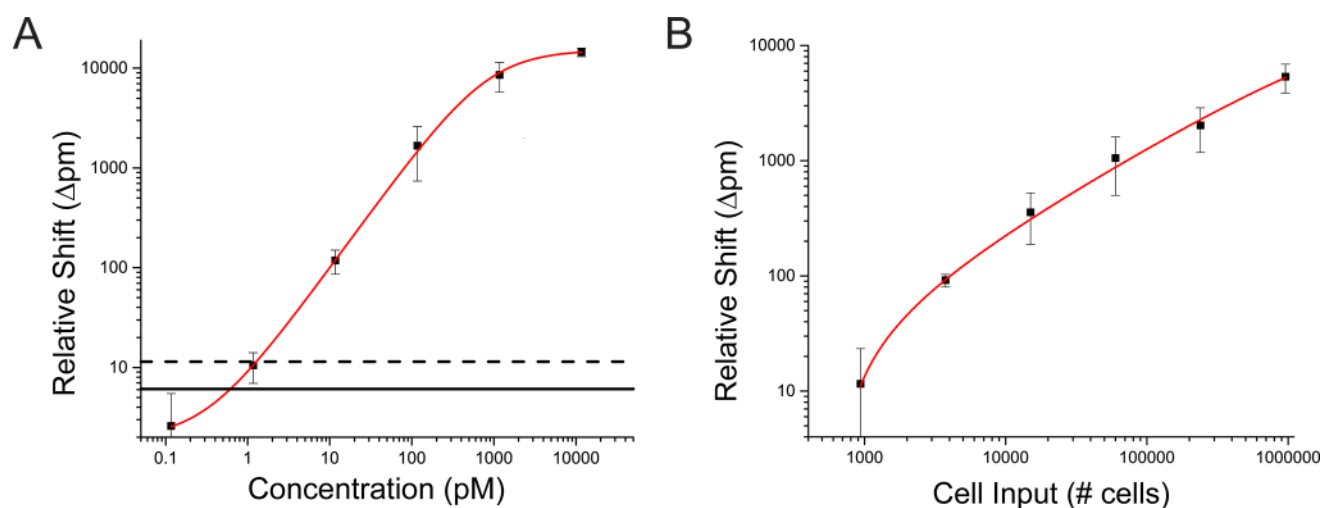 A
10000
1000
100
10
Relative Shift (Δpm)
0.1 1 10 100 1000 10000
Concentration (pM)
B
10000
1000
100
10
Relative Shift (Δpm)
1000 10000 100000 1000000
Cell Input (# cells)